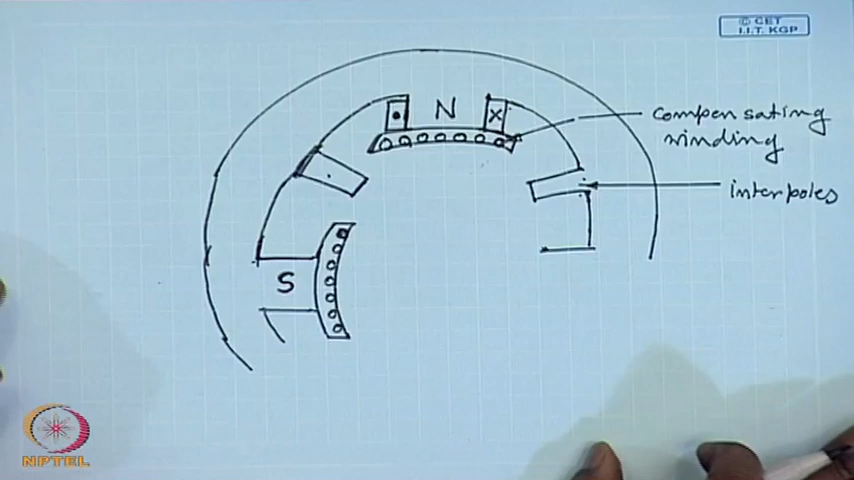 © CET
I.I.T. KGP
N
X
compensating
winding
interpoles
S
NPTEL